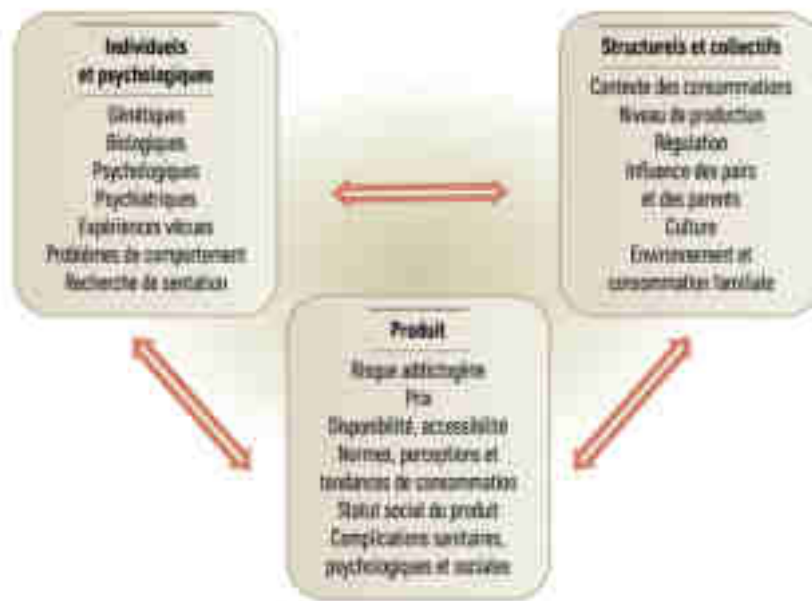 Individuels
et psychologiques
Génétiques
Biologiques
Psychologiques
Psychiatriques
Expériences vécues
Problèmes de comportement
Recherche de sensation
Structurels et collectifs
Contexte des consommations
Niveau de production
Régulation
Influence des pairs
et des parents
Culture
Environnement et
consommation familiale
Produit
Risque addictogène
Prix
Disponibilité, accessibilité
Normes, perceptions et
tendances de consommation
Statut social du produit
Complications sanitaires,
psychologiques et sociales